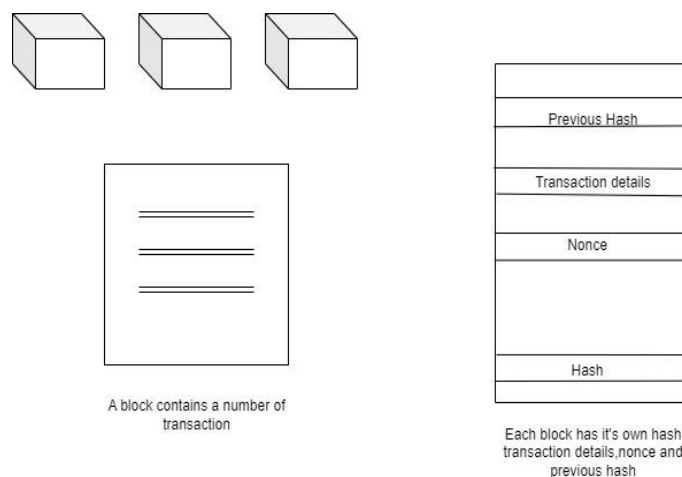 Previous Hash
Transaction details
Nonce
Hash
A block contains a number of
transaction
Each block has it's own hash
transaction details,nonce and
previous hash